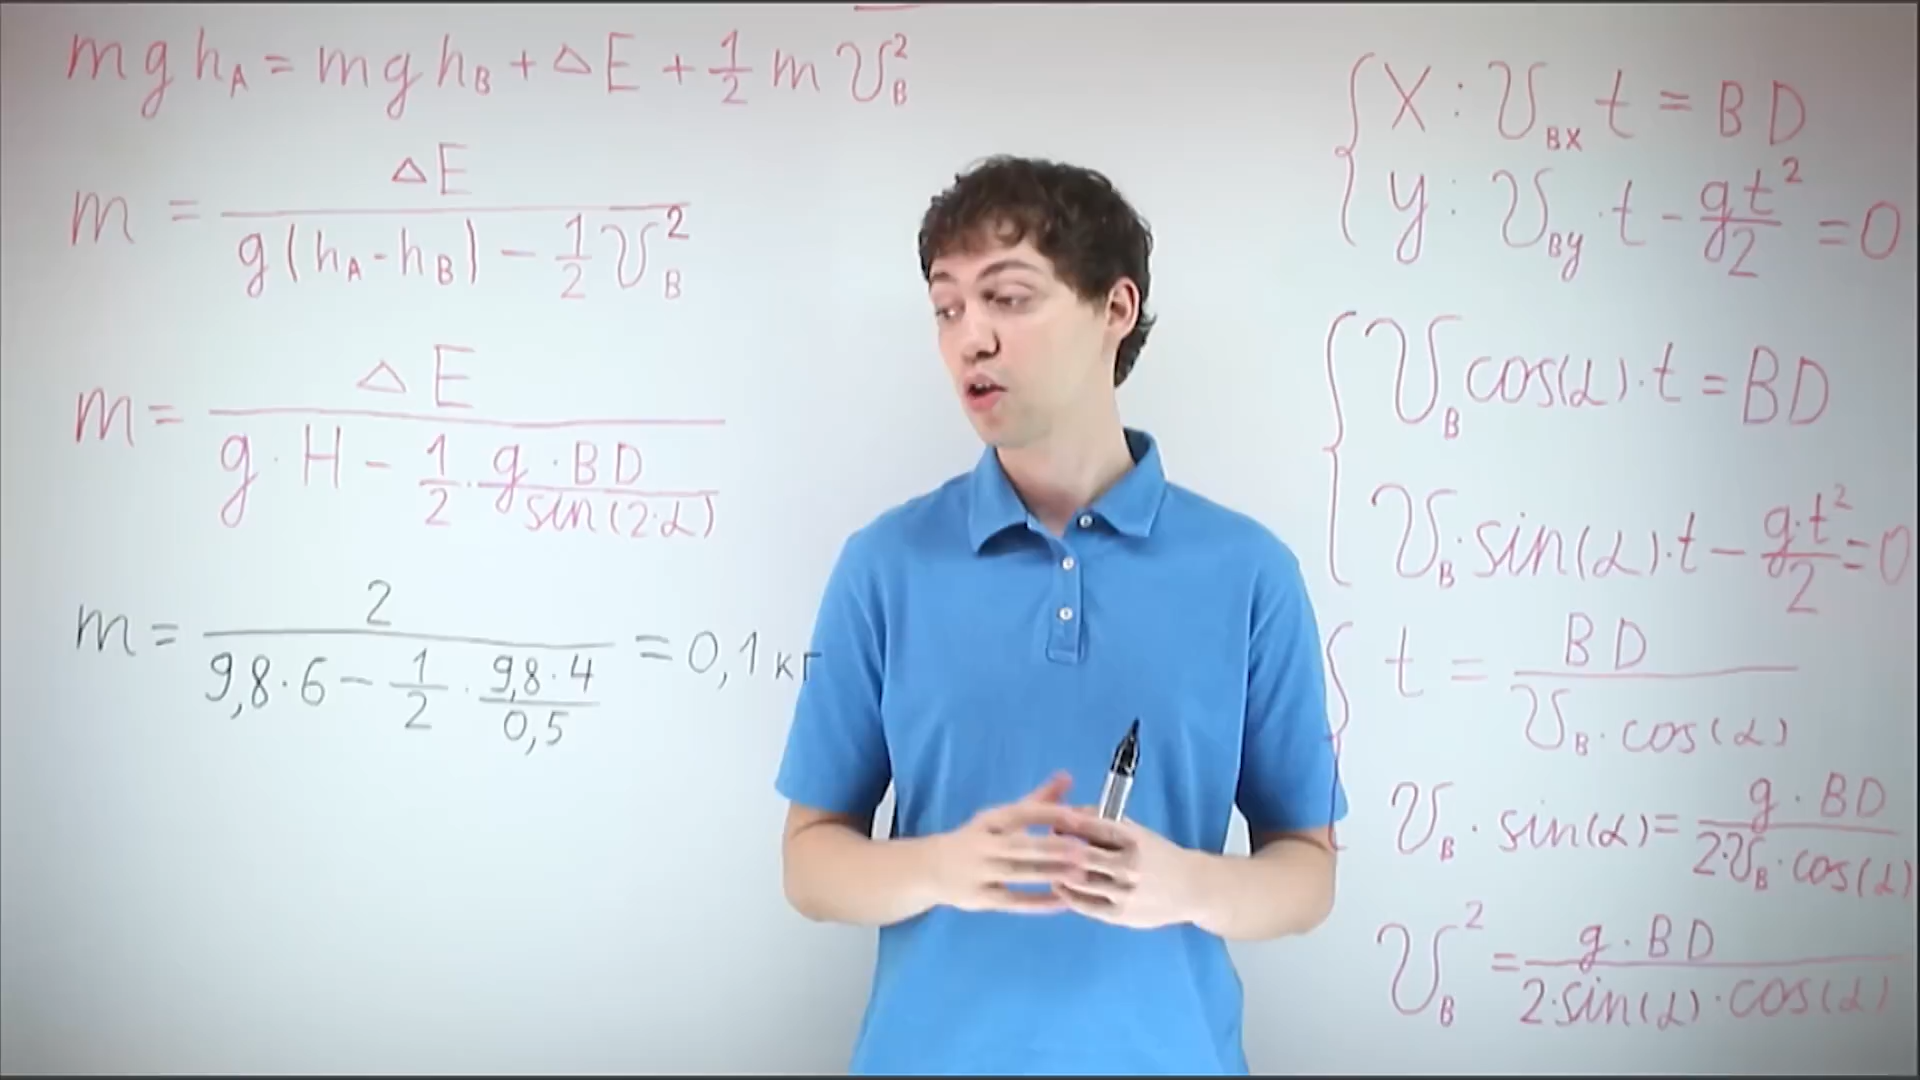 mgh_A = mgh_B + ΔE + 1/2 m υ_B^2
m = ΔE / (g(h_A - h_B) - 1/2 υ_B^2)
m = ΔE / (g · H - 1/2 · g · BD / sin(2·α))
m = 2 / (9,8 · 6 - 1/2 · 9,8 · 4 / 0,5) = 0,1 кг
{ X : υ_Bx t = BD
y : υ_By · t - gt^2/2 = 0
{ υ_B cos(α) · t = BD
υ_B · sin(α) · t - g·t^2/2 = 0
{ t = BD / (υ_B · cos(α))
υ_B · sin(α) = g · BD / (2·υ_B · cos(α))
υ_B^2 = g · BD / (2·sin(α) · cos(α))